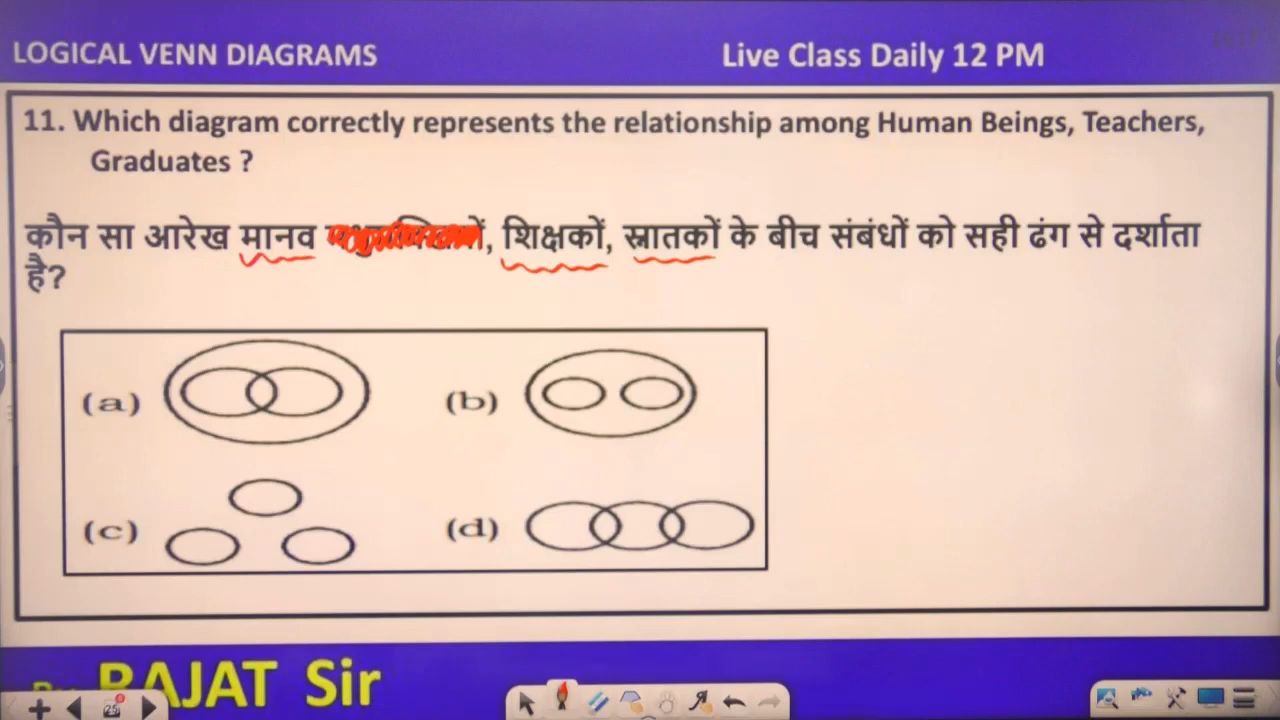 LOGICAL VENN DIAGRAMS
Live Class Daily 12 PM
11. Which diagram correctly represents the relationship among Human Beings, Teachers,
Graduates ?
कौन सा आरेख मानव , शिक्षकों, स्नातकों के बीच संबंधों को सही ढंग से दर्शाता
है?
(a)
(b)
(c)
(d)
RAJAT Sir
25